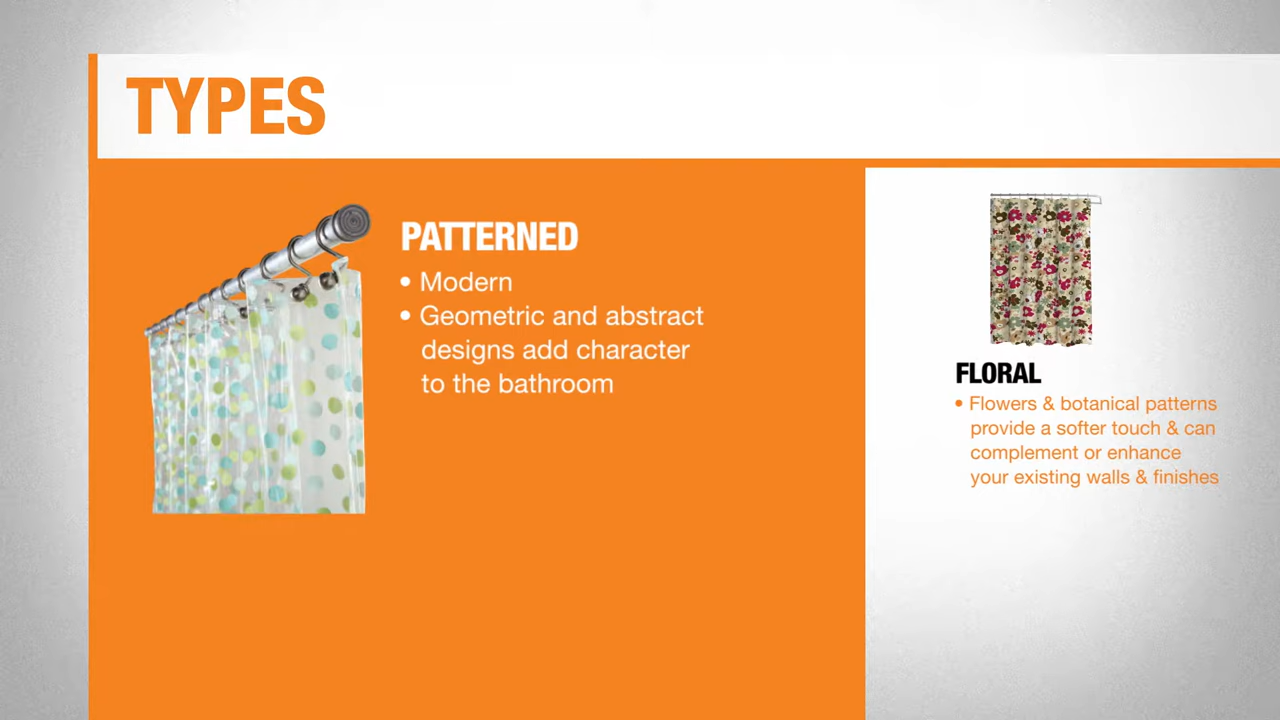 TYPES
PATTERNED
• Modern
• Geometric and abstract
designs add character
to the bathroom
FLORAL
• Flowers & botanical patterns
provide a softer touch & can
complement or enhance
your existing walls & finishes